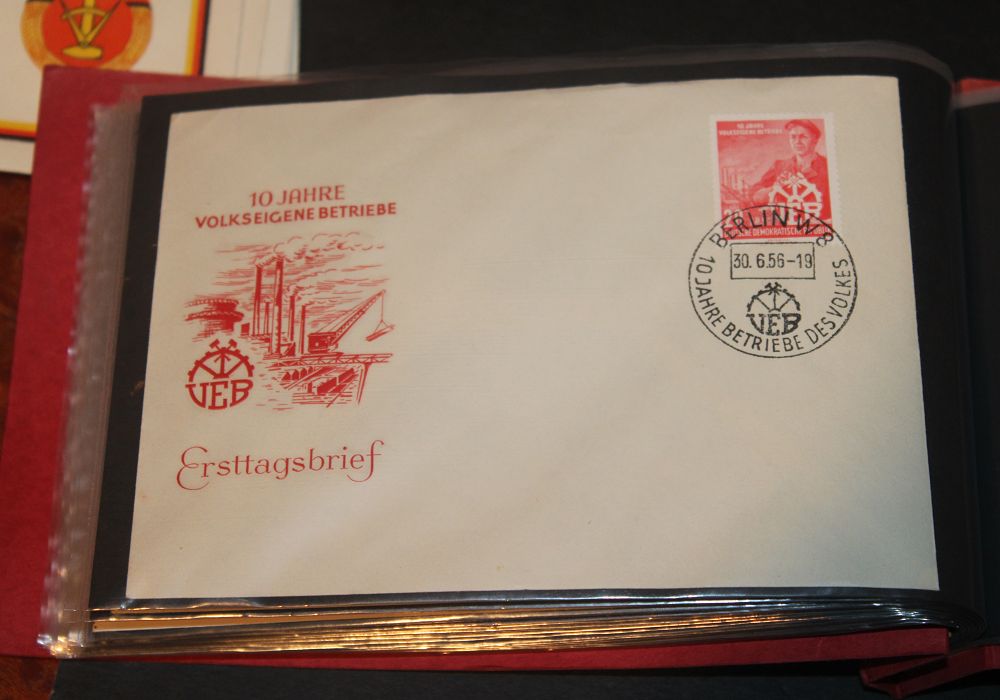 10 JAHRE
VOLKSEIGENE BETRIEBE
VEB
Ersttagsbrief
10 JAHRE
VOLKSEIGENE BETRIEBE
VEB
DEMOKRATISCHE
BERLIN W 8
30. 6.56-19
VEB
10 JAHRE BETRIEBE DES VOLKES